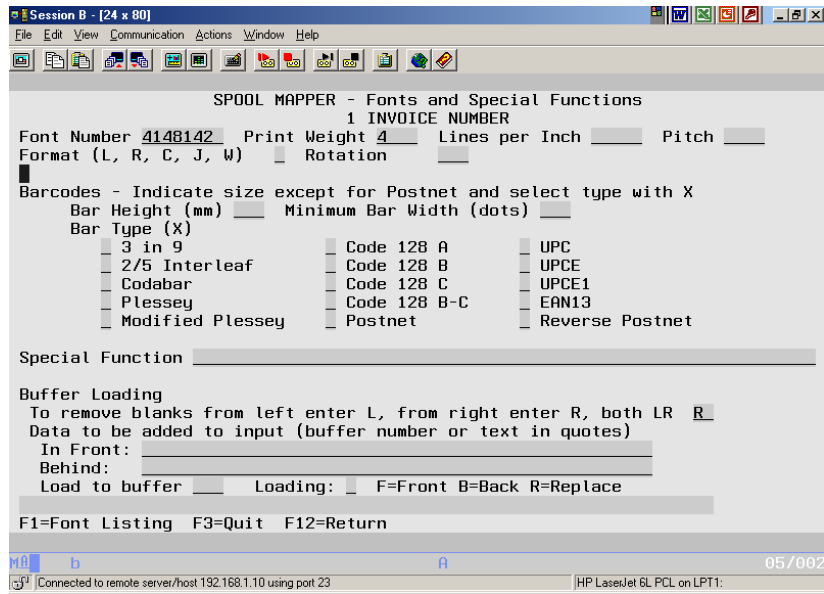 Session B - [24 x 80]
File Edit View Communication Actions Window Help
SPOOL MAPPER - Fonts and Special Functions
1 INVOICE NUMBER
Font Number 4148142 Print Weight 4 Lines per Inch _____ Pitch ____
Format (L, R, C, J, W) _ Rotation ___
Barcodes - Indicate size except for Postnet and select type with X
Bar Height (mm) ___ Minimum Bar Width (dots) ___
Bar Type (X)
_ 3 in 9 _ Code 128 A _ UPC
_ 2/5 Interleaf _ Code 128 B _ UPCE
_ Codabar _ Code 128 C _ UPCE1
_ Plessey _ Code 128 B-C _ EAN13
_ Modified Plessey _ Postnet _ Reverse Postnet
Special Function
Buffer Loading
To remove blanks from left enter L, from right enter R, both LR R
Data to be added to input (buffer number or text in quotes)
In Front:
Behind:
Load to buffer ___ Loading: _ F=Front B=Back R=Replace
F1=Font Listing F3=Quit F12=Return
MA b A 05/002
Connected to remote server/host 192.168.1.10 using port 23 HP LaserJet 6L PCL on LPT1: